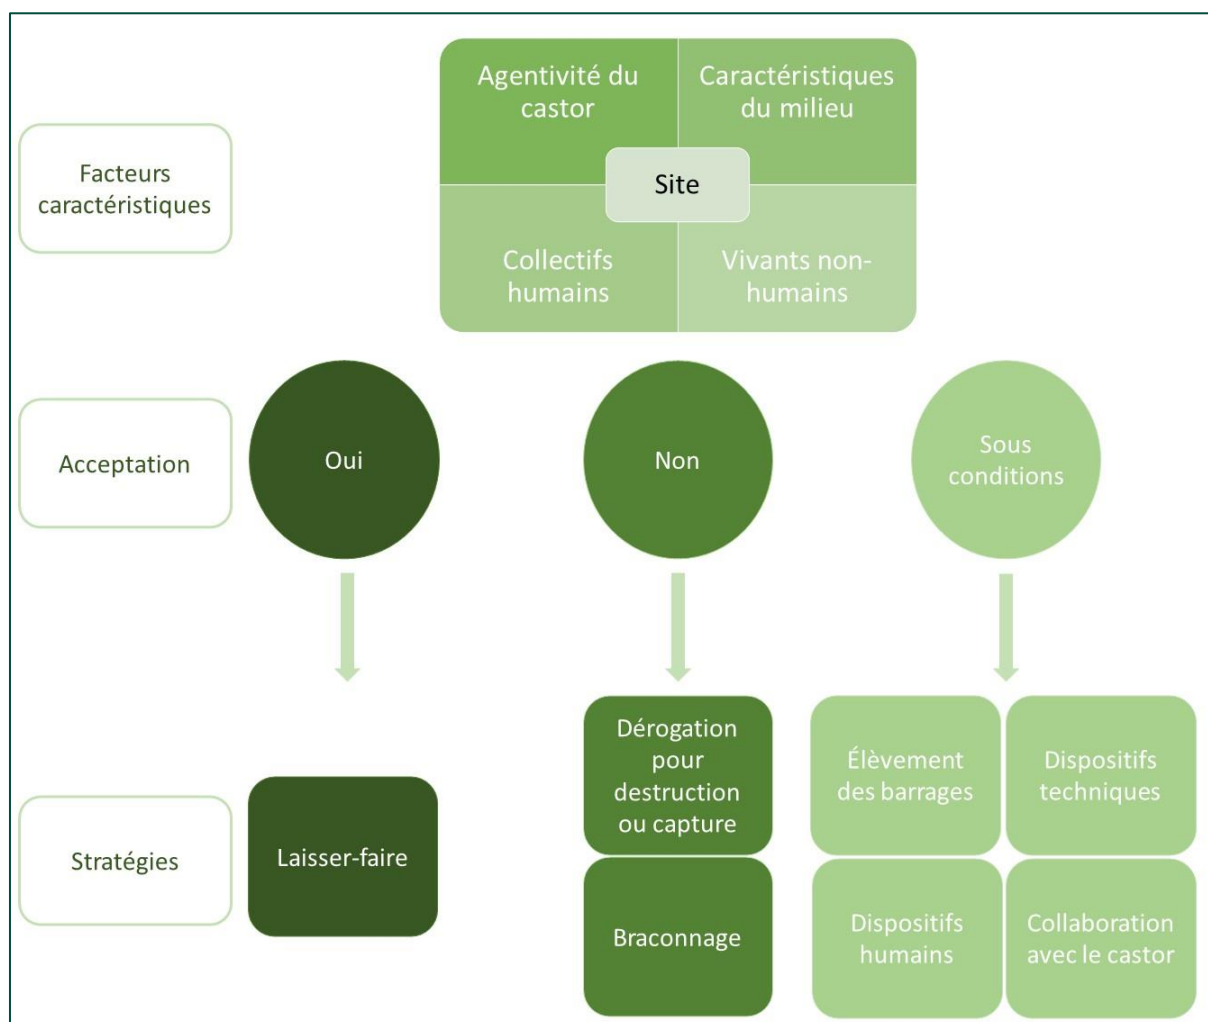 Agentivité du
castor
Caractéristiques
du milieu
Facteurs
caractéristiques
Site
Collectifs
humains
Vivants non-
humains
Acceptation
Oui
Non
Sous
conditions
Stratégies
Laisser-faire
Dérogation
pour
destruction
ou capture
Braconnage
Élèvement
des barrages
Dispositifs
techniques
Dispositifs
humains
Collaboration
avec le castor